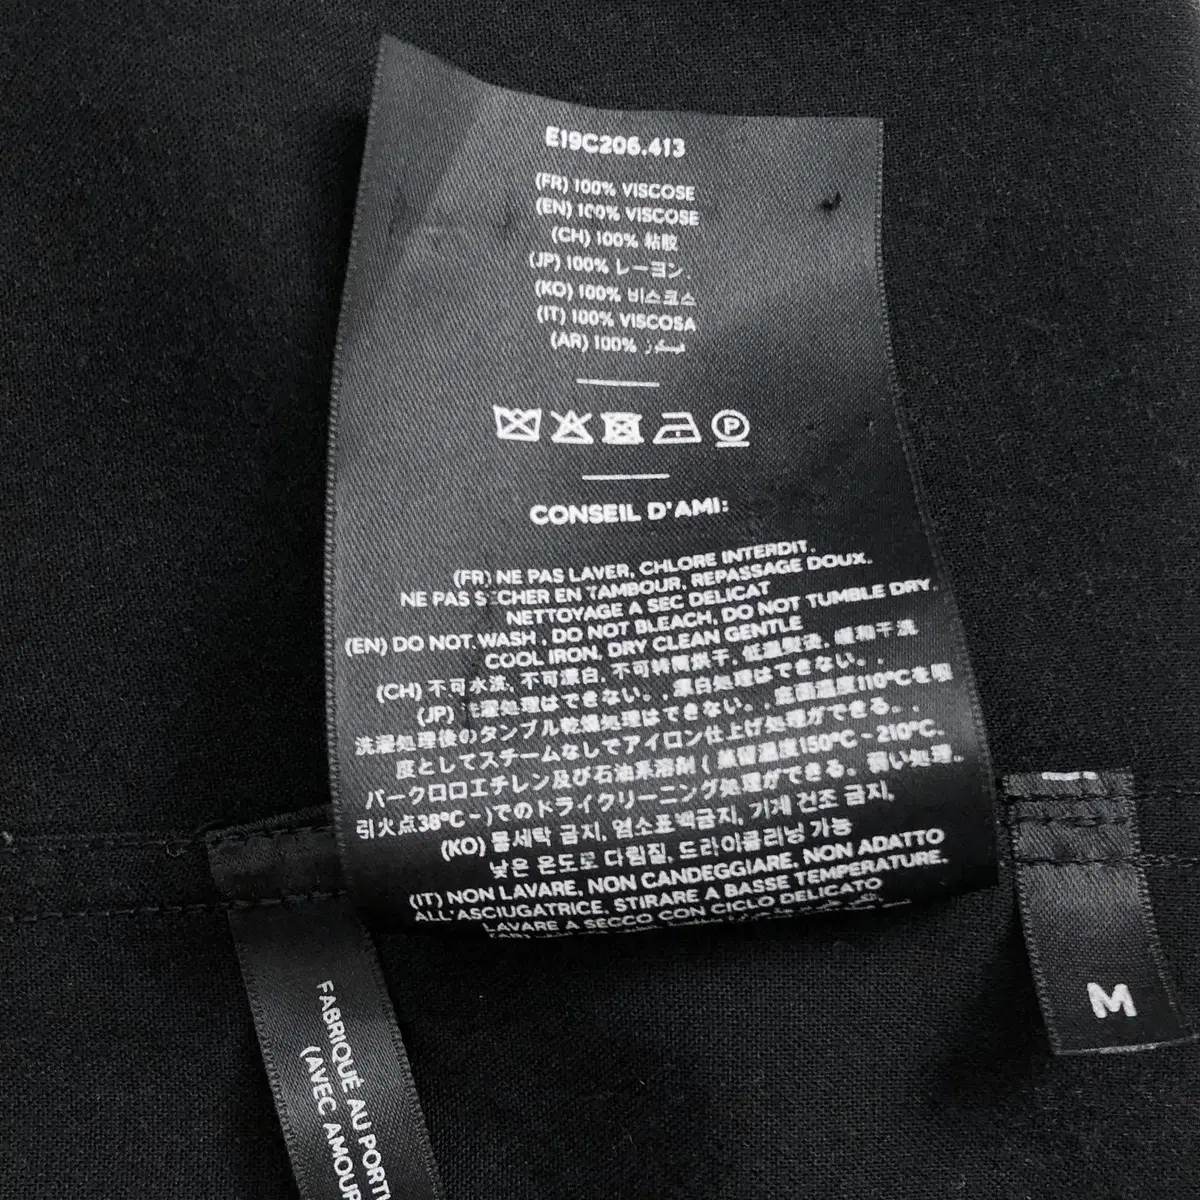 E19C206.413
(FR) 100% VISCOSE
(EN) 100% VISCOSE
(CH) 100% 粘胶
(JP) 100% レーヨン.
(KO) 100% 비스코스
(IT) 100% VISCOSA
(AR) 100% فيسكوز
P
CONSEIL D'AMI:
(FR) NE PAS LAVER, CHLORE INTERDIT.
NE PAS SECHER EN TAMBOUR, REPASSAGE DOUX.
NETTOYAGE A SEC DELICAT
(EN) DO NOT WASH . DO NOT BLEACH, DO NOT TUMBLE DRY.
COOL IRON, DRY CLEAN GENTLE
(CH) 不可水洗, 不可漂白, 不可转筒烘干, 低温熨烫, 缓和干洗
(JP) 洗濯処理はできない。. 漂白処理はできない。.
洗濯処理後のタンブル乾燥処理はできない。. 底面温度110°Cを限
度としてスチームなしでアイロン仕上げ処理ができる。.
パークロロエチレン及び石油系溶剤 ( 蒸留温度150°C ~ 210°C.
引火点38°C ~)でのドライクリーニング処理ができる。弱い処理。
(KO) 물세탁 금지, 염소표백금지, 기계 건조 금지,
낮은 온도로 다림질, 드라이클리닝 가능
(IT) NON LAVARE, NON CANDEGGIARE, NON ADATTO
ALL'ASCIUGATRICE, STIRARE A BASSE TEMPERATURE,
LAVARE A SECCO CON CICLO DELICATO
(AR)
FABRIQUÉ AU PORTU
(AVEC AMOUR
M